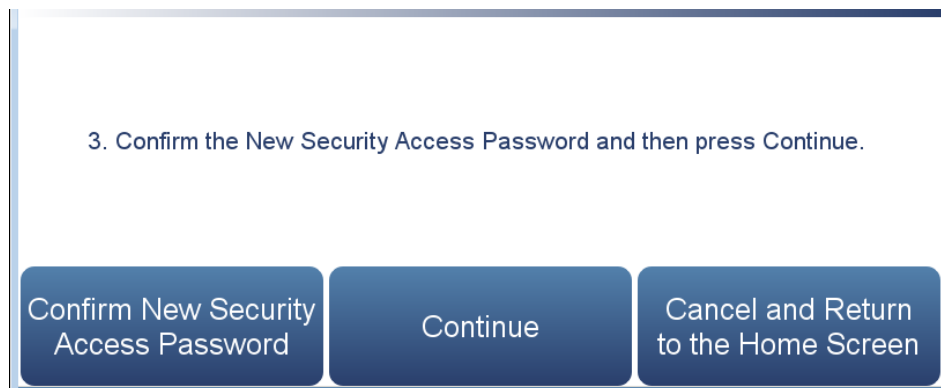 3. Confirm the New Security Access Password and then press Continue.
Confirm New Security
Access Password
Continue
Cancel and Return
to the Home Screen